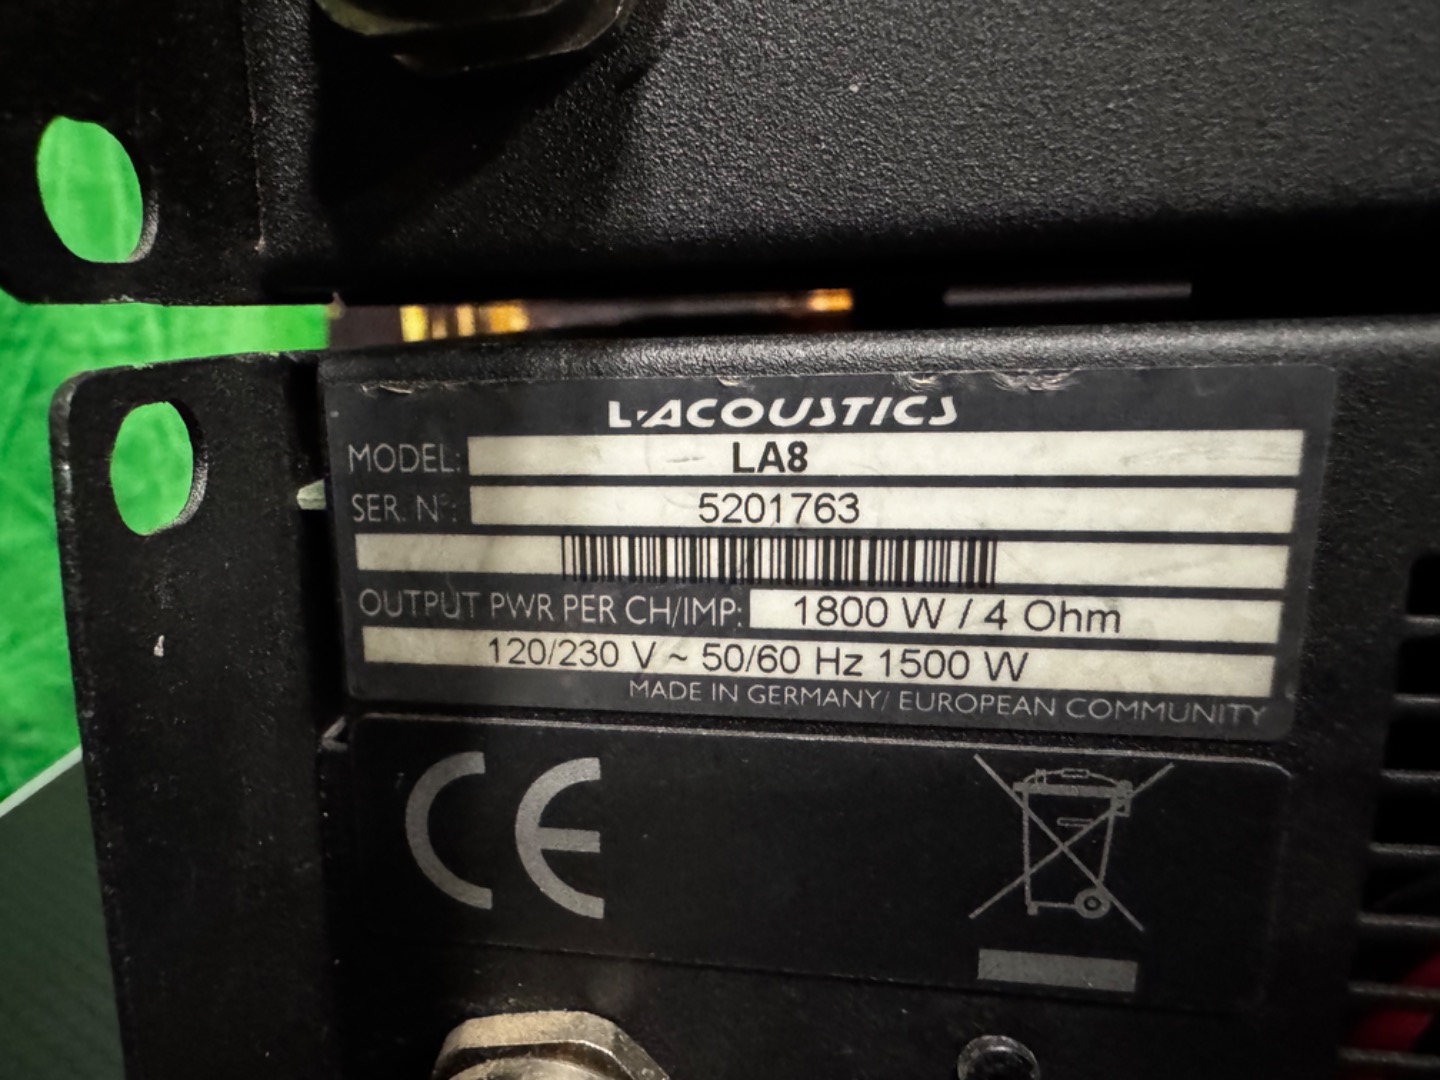 L-ACOUSTICS
MODEL: LA8
SER. N°: 5201763
OUTPUT PWR PER CH/IMP: 1800 W / 4 Ohm
120/230 V ~ 50/60 Hz 1500 W
MADE IN GERMANY/ EUROPEAN COMMUNITY
CE